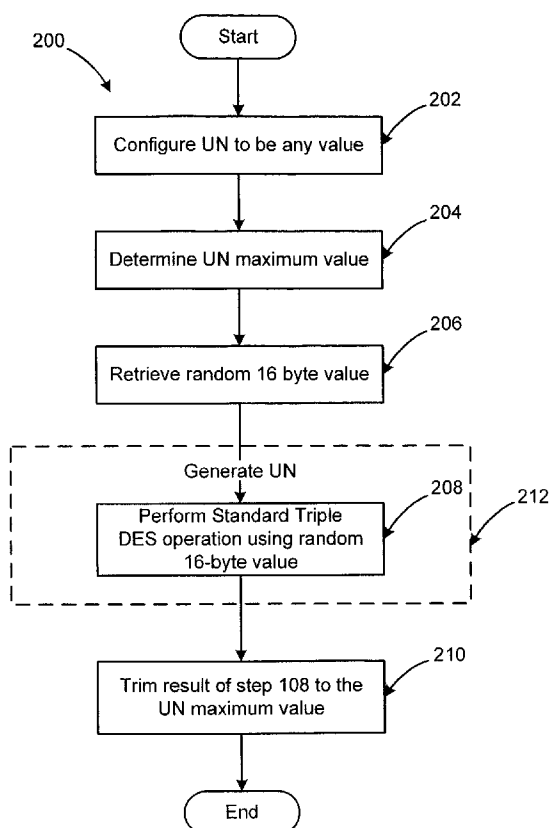 200
Start
202
Configure UN to be any value
204
Determine UN maximum value
206
Retrieve random 16 byte value
Generate UN
208
212
Perform Standard Triple
DES operation using random
16-byte value
210
Trim result of step 108 to the
UN maximum value
End